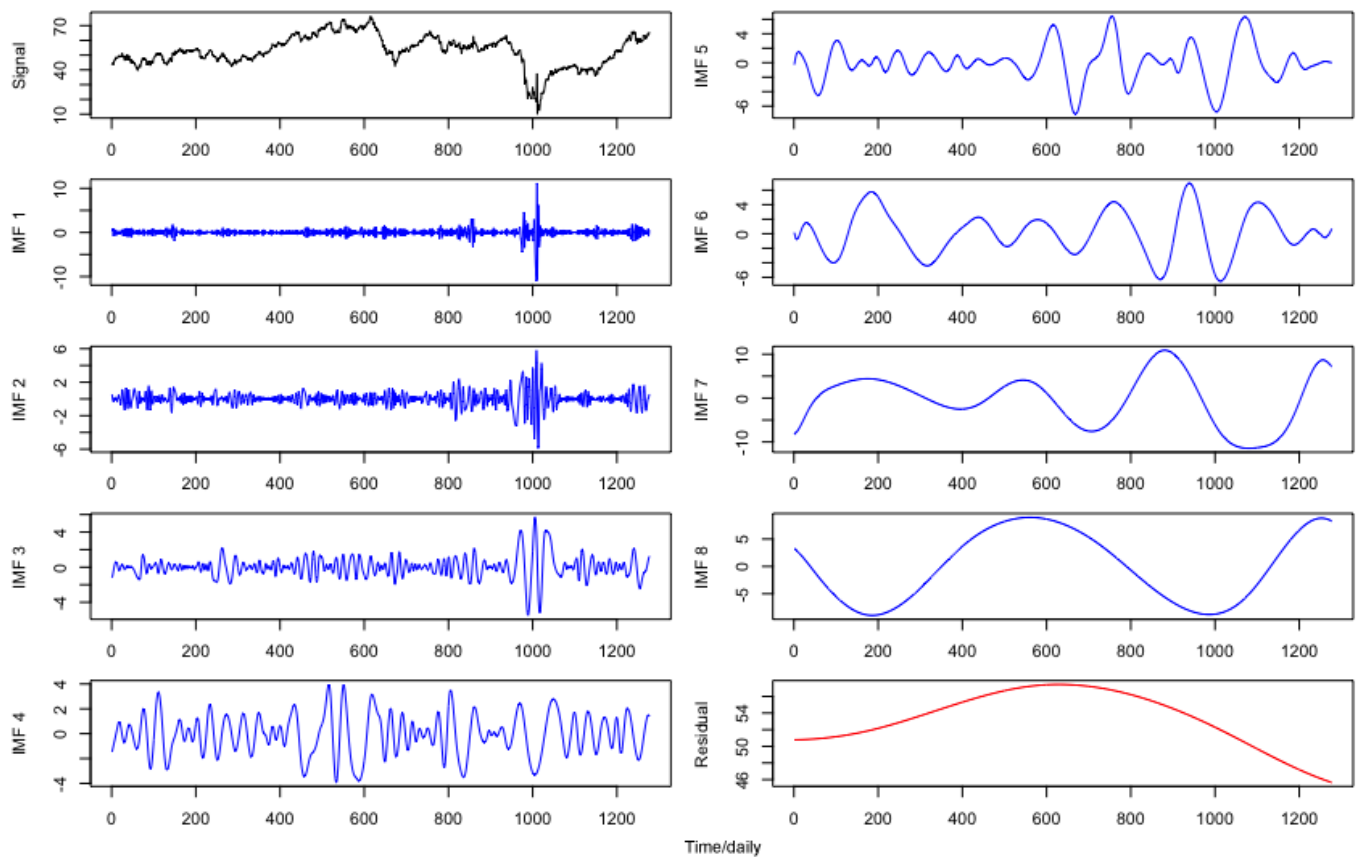 Signal
10 40 70
0 200 400 600 800 1000 1200
IMF 1
-10 0 10
0 200 400 600 800 1000 1200
IMF 2
-6 -2 2 6
0 200 400 600 800 1000 1200
IMF 3
-4 0 4
0 200 400 600 800 1000 1200
IMF 4
-4 0 2 4
0 200 400 600 800 1000 1200
IMF 5
-6 0 4
0 200 400 600 800 1000 1200
IMF 6
-6 0 4
0 200 400 600 800 1000 1200
IMF 7
-10 0 10
0 200 400 600 800 1000 1200
IMF 8
-5 0 5
0 200 400 600 800 1000 1200
Residual
46 50 54
0 200 400 600 800 1000 1200
Time/daily